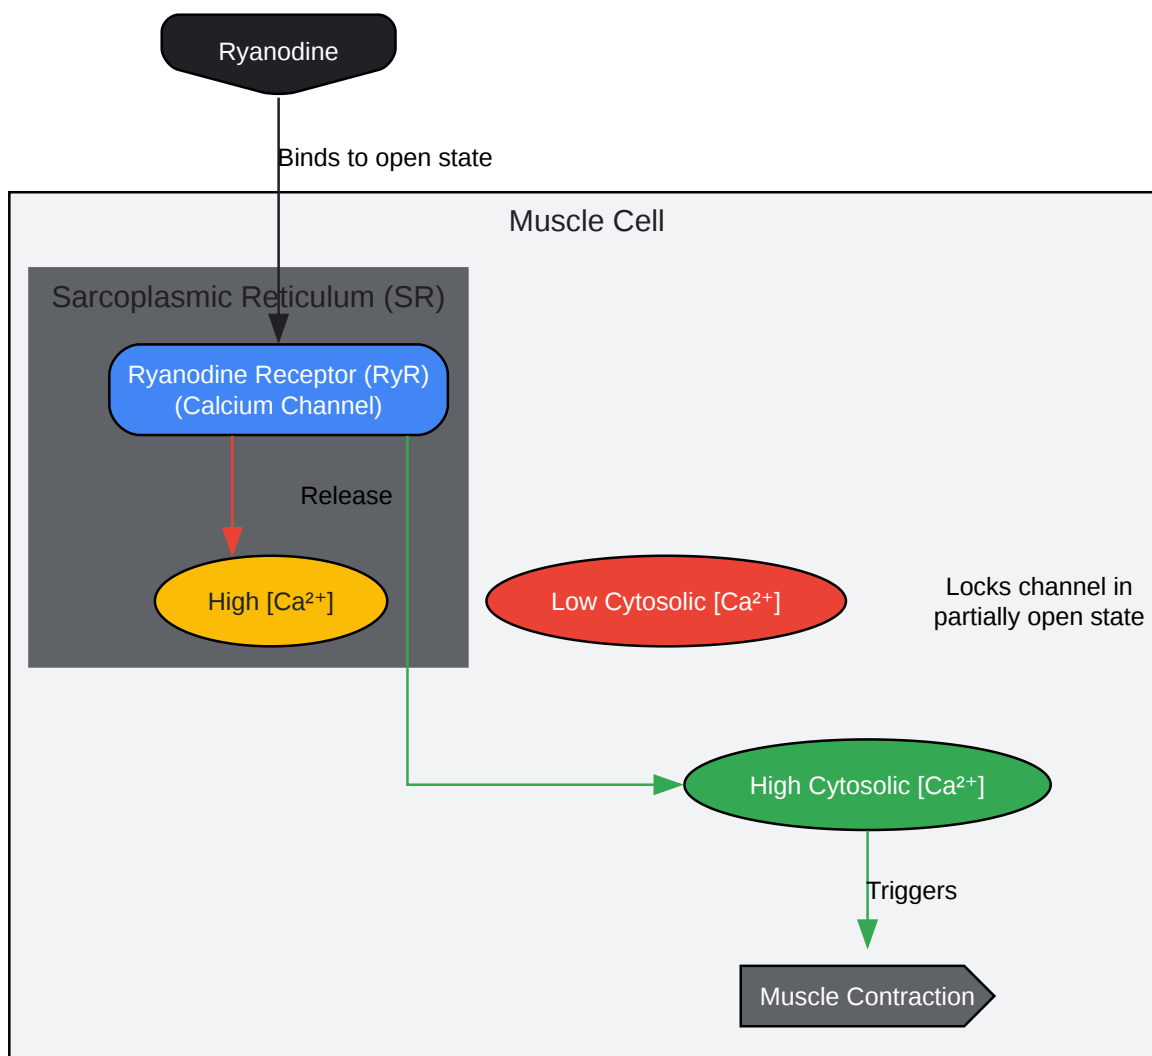 Ryanodine
Binds to open state
Muscle Cell
Sarcoplasmic Reticulum (SR)
Ryanodine Receptor (RyR)
(Calcium Channel)
Release
High [Ca²⁺]
Low Cytosolic [Ca²⁺]
Locks channel in
partially open state
High Cytosolic [Ca²⁺]
Triggers
Muscle Contraction